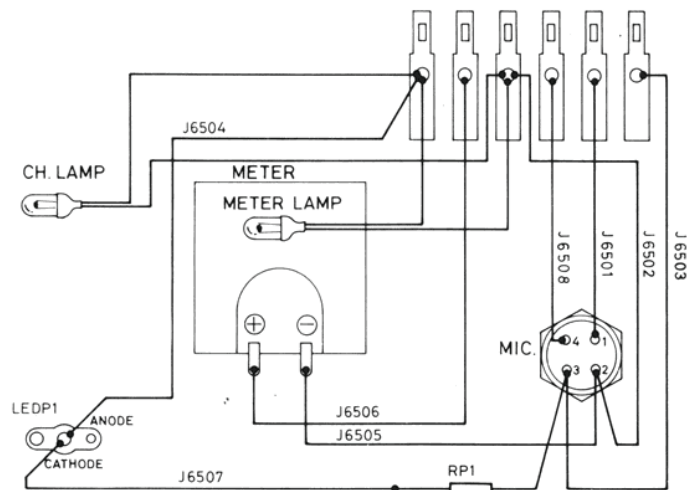 J6504
CH. LAMP
METER
METER LAMP
+
−
J6508
J6501
J6502
J6503
MIC.
4
1
3
2
LEDP1
ANODE
CATHODE
J6506
J6505
J6507
RP1